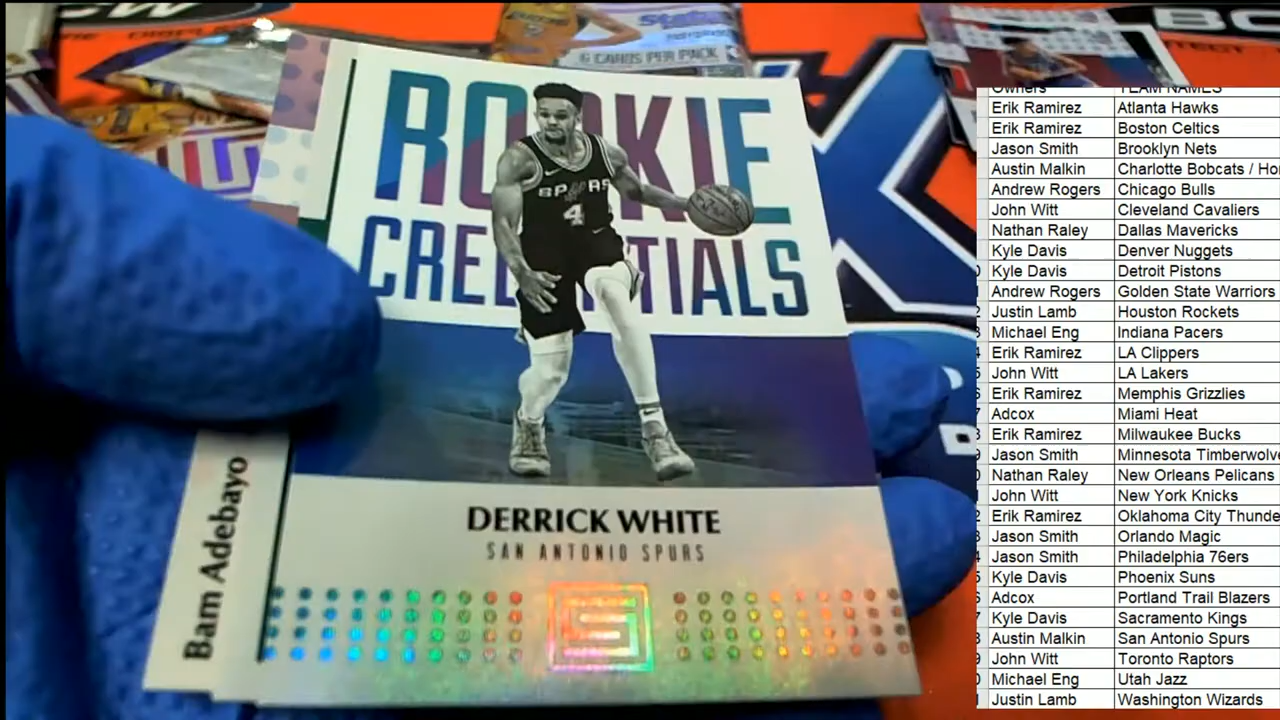 6 CARDS PER PACK
ROOKIE
CREDENTIALS
SPURS
4
DERRICK WHITE
SAN ANTONIO SPURS
Bam Adebayo
Owners TEAM NAMES
Erik Ramirez Atlanta Hawks
Erik Ramirez Boston Celtics
Jason Smith Brooklyn Nets
Austin Malkin Charlotte Bobcats / Ho
Andrew Rogers Chicago Bulls
John Witt Cleveland Cavaliers
Nathan Raley Dallas Mavericks
Kyle Davis Denver Nuggets
Kyle Davis Detroit Pistons
Andrew Rogers Golden State Warriors
Justin Lamb Houston Rockets
Michael Eng Indiana Pacers
Erik Ramirez LA Clippers
John Witt LA Lakers
Erik Ramirez Memphis Grizzlies
Adcox Miami Heat
Erik Ramirez Milwaukee Bucks
Jason Smith Minnesota Timberwolve
Nathan Raley New Orleans Pelicans
John Witt New York Knicks
Erik Ramirez Oklahoma City Thunde
Jason Smith Orlando Magic
Jason Smith Philadelphia 76ers
Kyle Davis Phoenix Suns
Adcox Portland Trail Blazers
Kyle Davis Sacramento Kings
Austin Malkin San Antonio Spurs
John Witt Toronto Raptors
Michael Eng Utah Jazz
Justin Lamb Washington Wizards